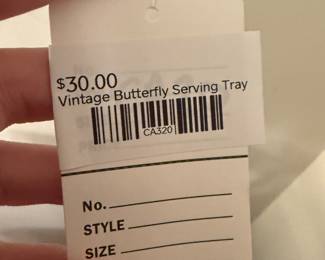 $30.00
Vintage Butterfly Serving Tray
CA320
No.
STYLE
SIZE